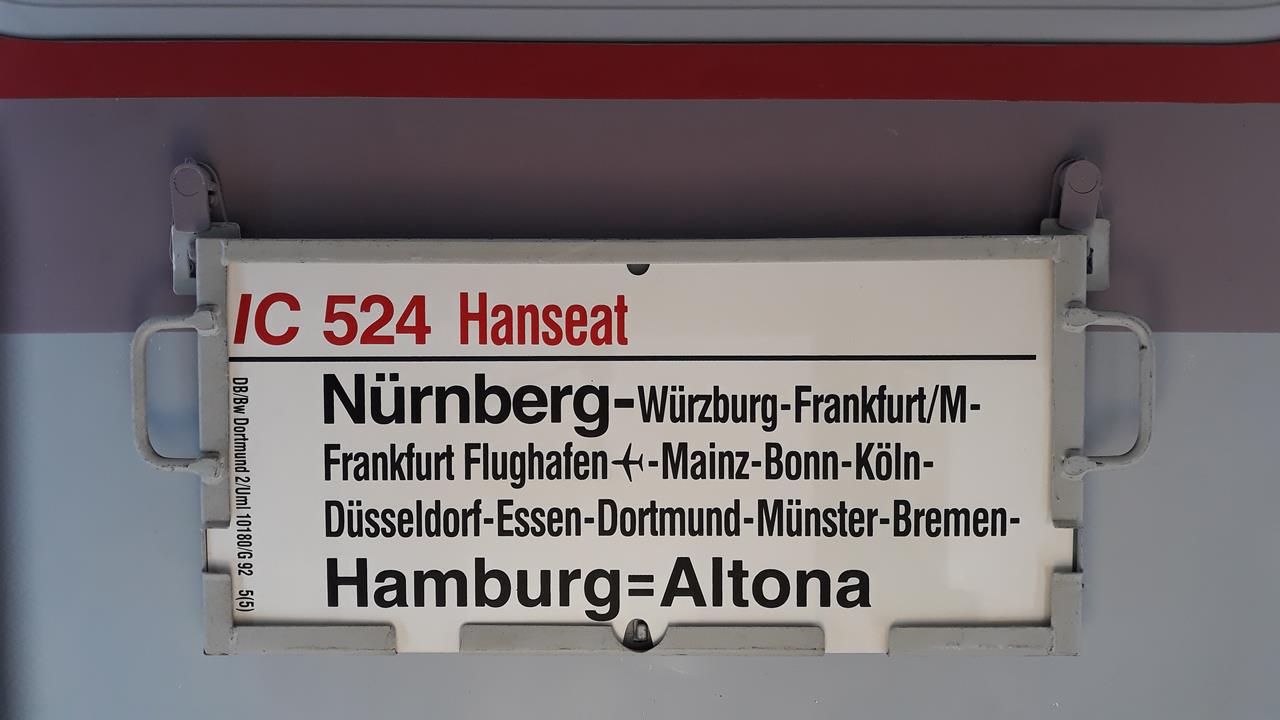 IC 524 Hanseat
Nürnberg-Würzburg-Frankfurt/M-
Frankfurt Flughafen✈-Mainz-Bonn-Köln-
Düsseldorf-Essen-Dortmund-Münster-Bremen-
Hamburg=Altona
DB/Bw Dortmund 2/Uml 10180/G 92 5(5)